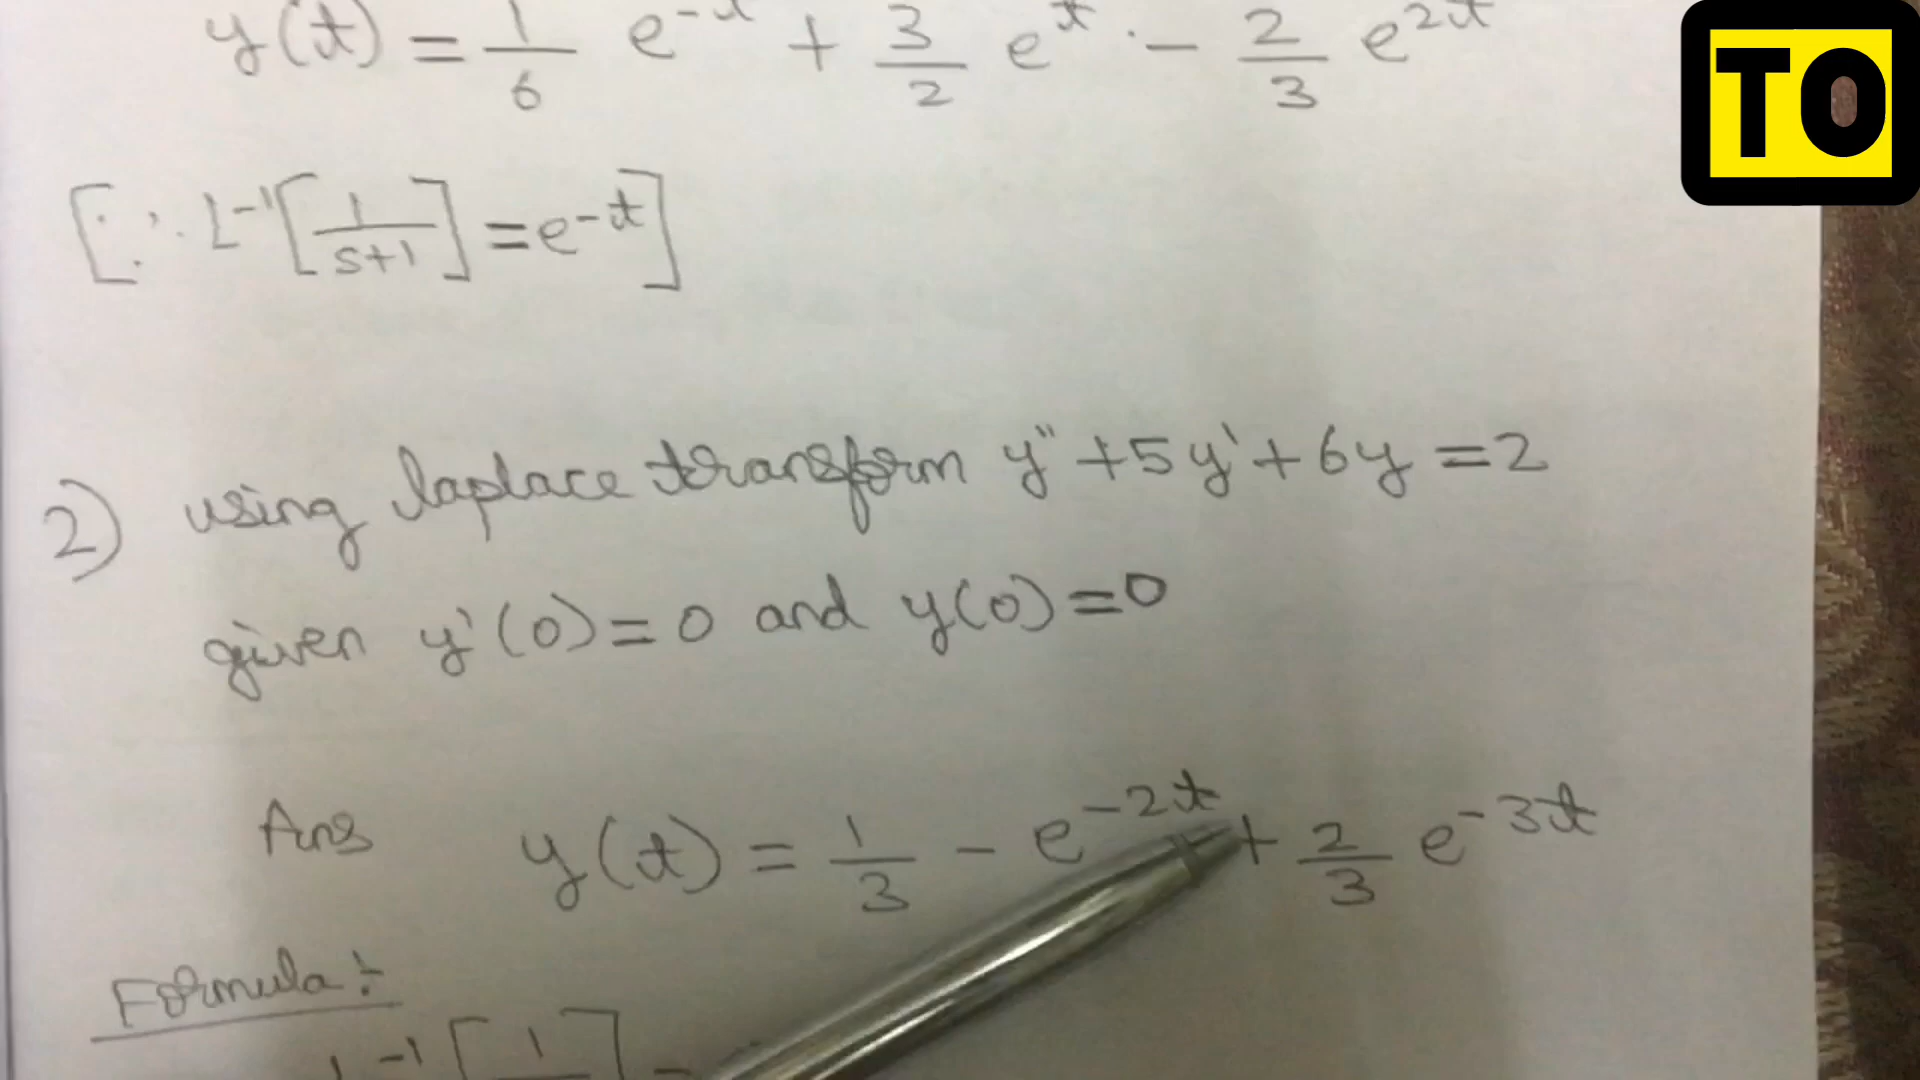 TO
y(t) = 1/6 e^-t + 3/2 e^t - 2/3 e^2t
[∵ L^-1[1/s+1] = e^-t]
2) using laplace transform y'' + 5y' + 6y = 2
given y'(0) = 0 and y(0) = 0
Ans y(t) = 1/3 - e^-2t + 2/3 e^-3t
Formula: